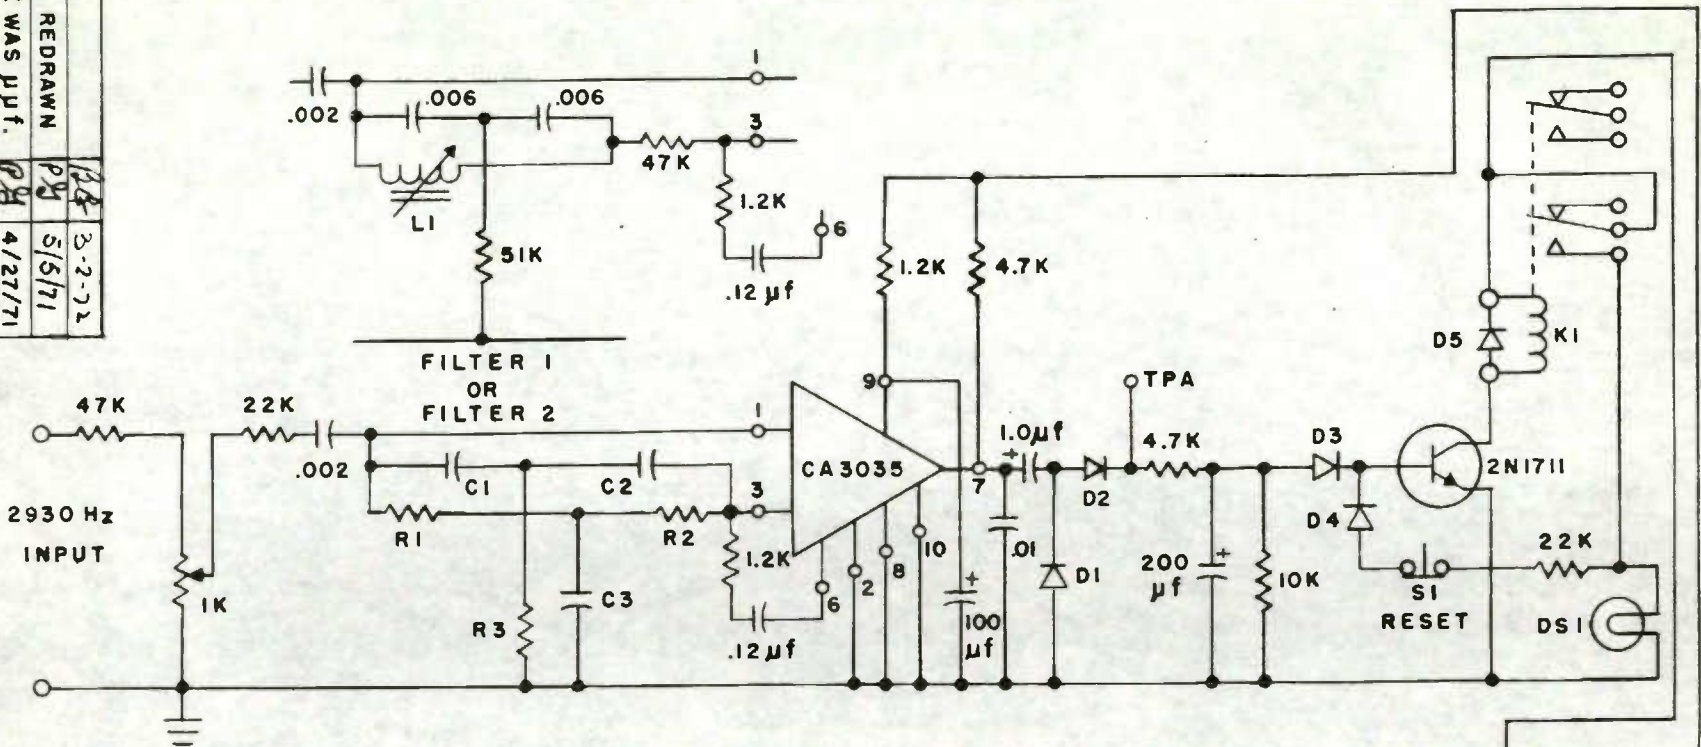 REDRAWN
5/5/71
WAS µµf.
4/27/71
3-2-72
1
.002
.006
.006
3
47K
1.2K
6
L1
51K
.12 µf
1.2K
4.7K
FILTER 1
OR
FILTER 2
D5
K1
9
TPA
47K
22K
1
1.0µf
+
4.7K
D3
.002
CA3035
2N1711
C1
C2
7
D2
3
2930 Hz
INPUT
R1
R2
D4
10
.01
1.2K
22K
2
8
+
D1
200
µf
+
10K
S1
RESET
6
1K
C3
R3
100
µf
DS1
.12µf